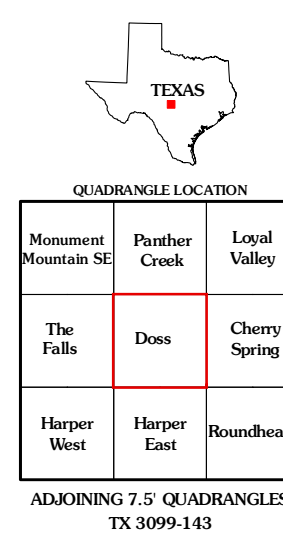 TEXAS
QUADRANGLE LOCATION
Monument Mountain SE
Panther Creek
Loyal Valley
The Falls
Doss
Cherry Spring
Harper West
Harper East
Roundhea
ADJOINING 7.5' QUADRANGLES
TX 3099-143